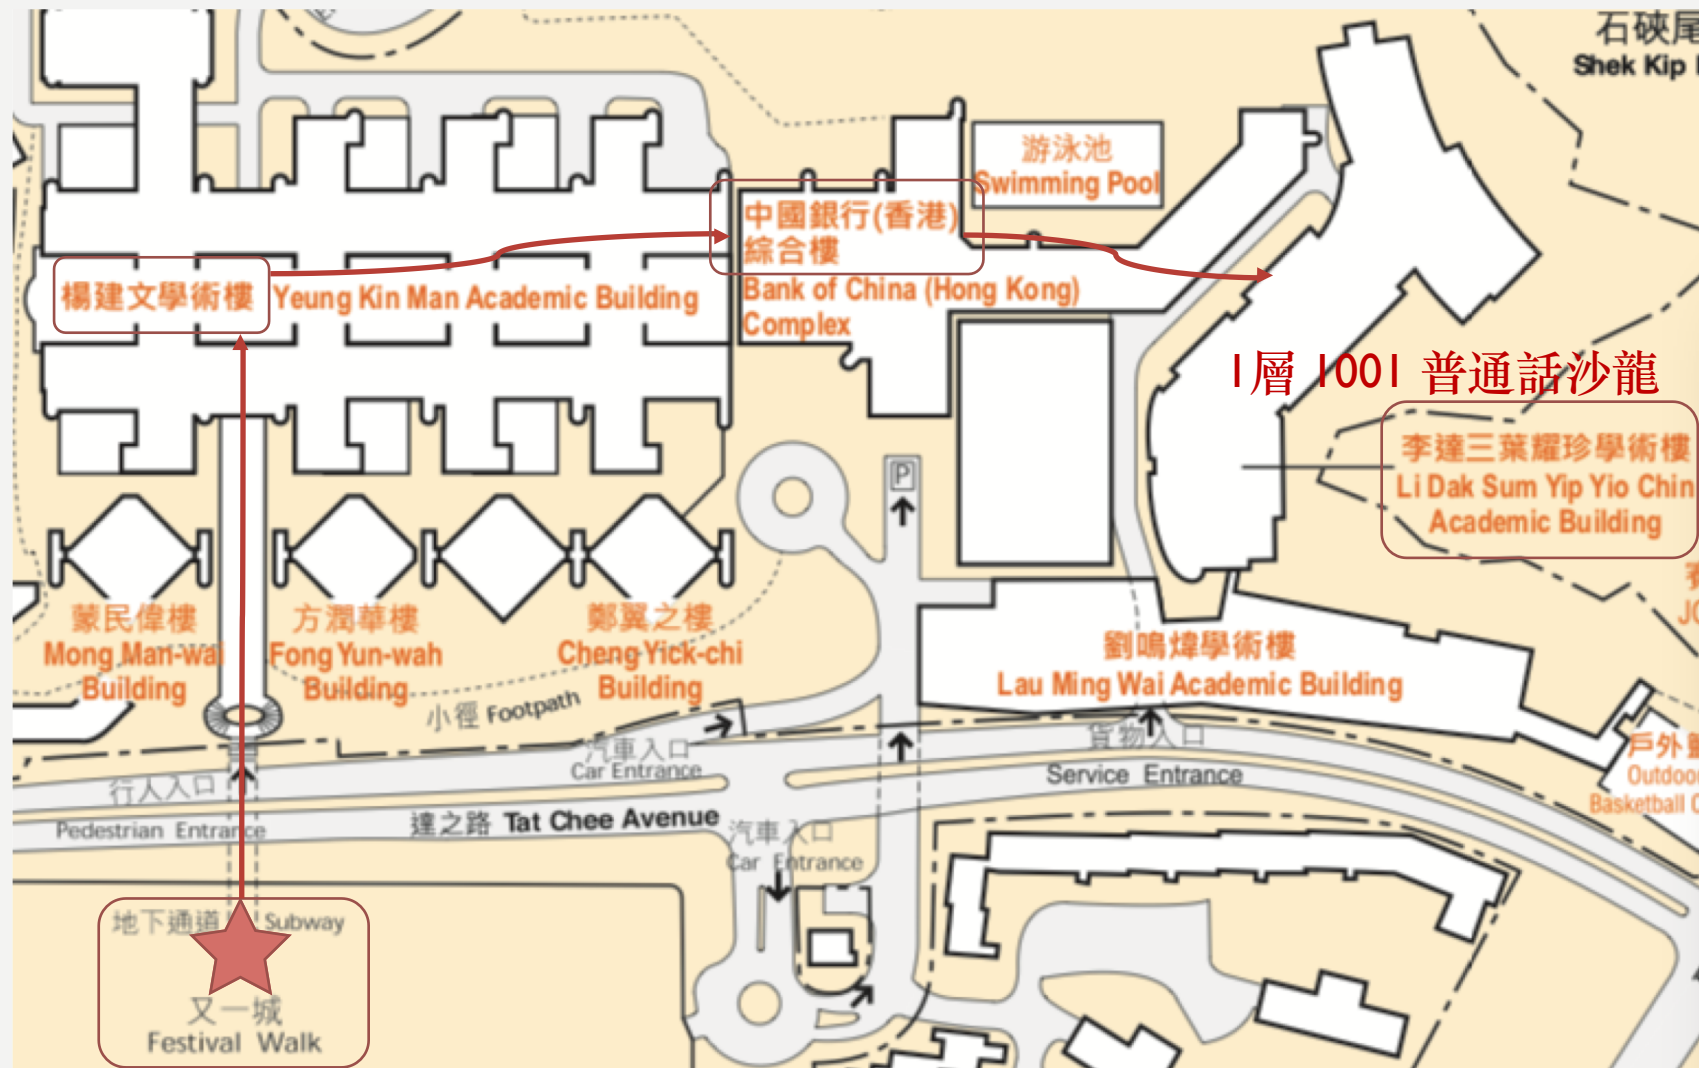 石硤尾
Shek Kip
游泳池
Swimming Pool
中國銀行(香港)
綜合樓
Bank of China (Hong Kong)
Complex
楊建文學術樓
Yeung Kin Man Academic Building
1層 1001 普通話沙龍
李達三葉耀珍學術樓
Li Dak Sum Yip Yio Chin
Academic Building
P
蒙民偉樓
Mong Man-wai
Building
方潤華樓
Fong Yun-wah
Building
鄭翼之樓
Cheng Yick-chi
Building
劉鳴煒學術樓
Lau Ming Wai Academic Building
小徑 Footpath
汽車入口
Car Entrance
貨物入口
Service Entrance
戶外
Outdoor
Basketball
行人入口
Pedestrian Entrance
達之路 Tat Chee Avenue
汽車入口
Car Entrance
地下通道 Subway
又一城
Festival Walk